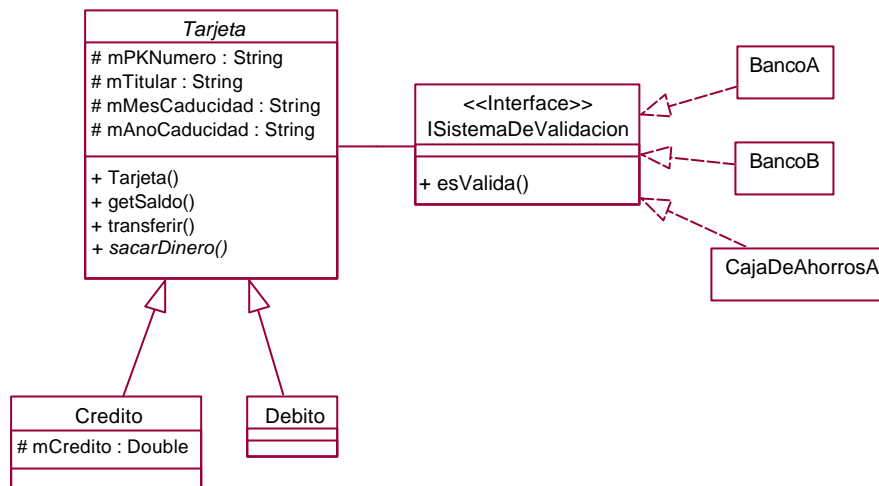 Tarjeta
# mPKNumero : String
# mTitular : String
# mMesCaducidad : String
# mAnoCaducidad : String
+ Tarjeta()
+ getSaldo()
+ transferir()
+ sacarDinero()
<<Interface>>
ISistemaDeValidacion
+ esValida()
BancoA
BancoB
CajaDeAhorrosA
Credito
# mCredito : Double
Debito